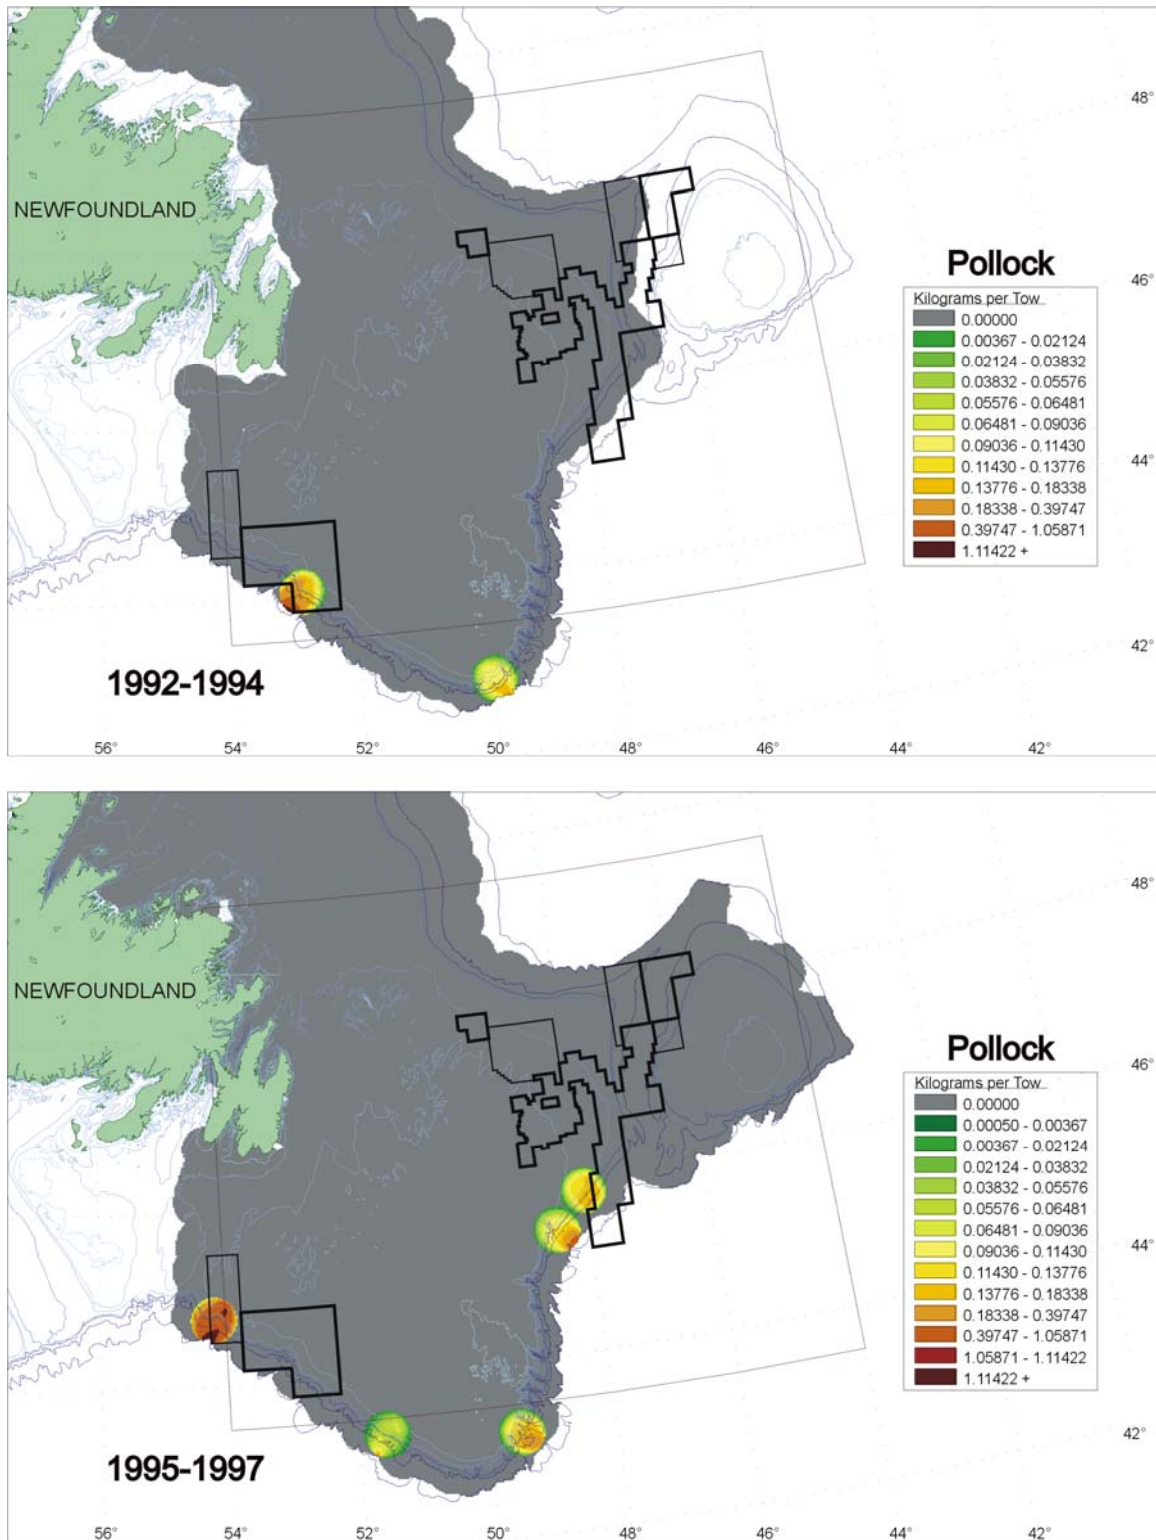 48°
NEWFOUNDLAND
Pollock
46°
Kilograms per Tow
0.00000
0.00367 - 0.02124
0.02124 - 0.03832
0.03832 - 0.05576
0.05576 - 0.06481
0.06481 - 0.09036
0.09036 - 0.11430
0.11430 - 0.13776
0.13776 - 0.18338
0.18338 - 0.39747
0.39747 - 1.05871
1.11422 +
44°
42°
1992-1994
56° 54° 52° 50° 48° 46° 44° 42°
48°
NEWFOUNDLAND
Pollock
46°
Kilograms per Tow
0.00000
0.00050 - 0.00367
0.00367 - 0.02124
0.02124 - 0.03832
0.03832 - 0.05576
0.05576 - 0.06481
0.06481 - 0.09036
0.09036 - 0.11430
0.11430 - 0.13776
0.13776 - 0.18338
0.18338 - 0.39747
0.39747 - 1.05871
1.05871 - 1.11422
1.11422 +
44°
42°
1995-1997
56° 54° 52° 50° 48° 46° 44° 42°